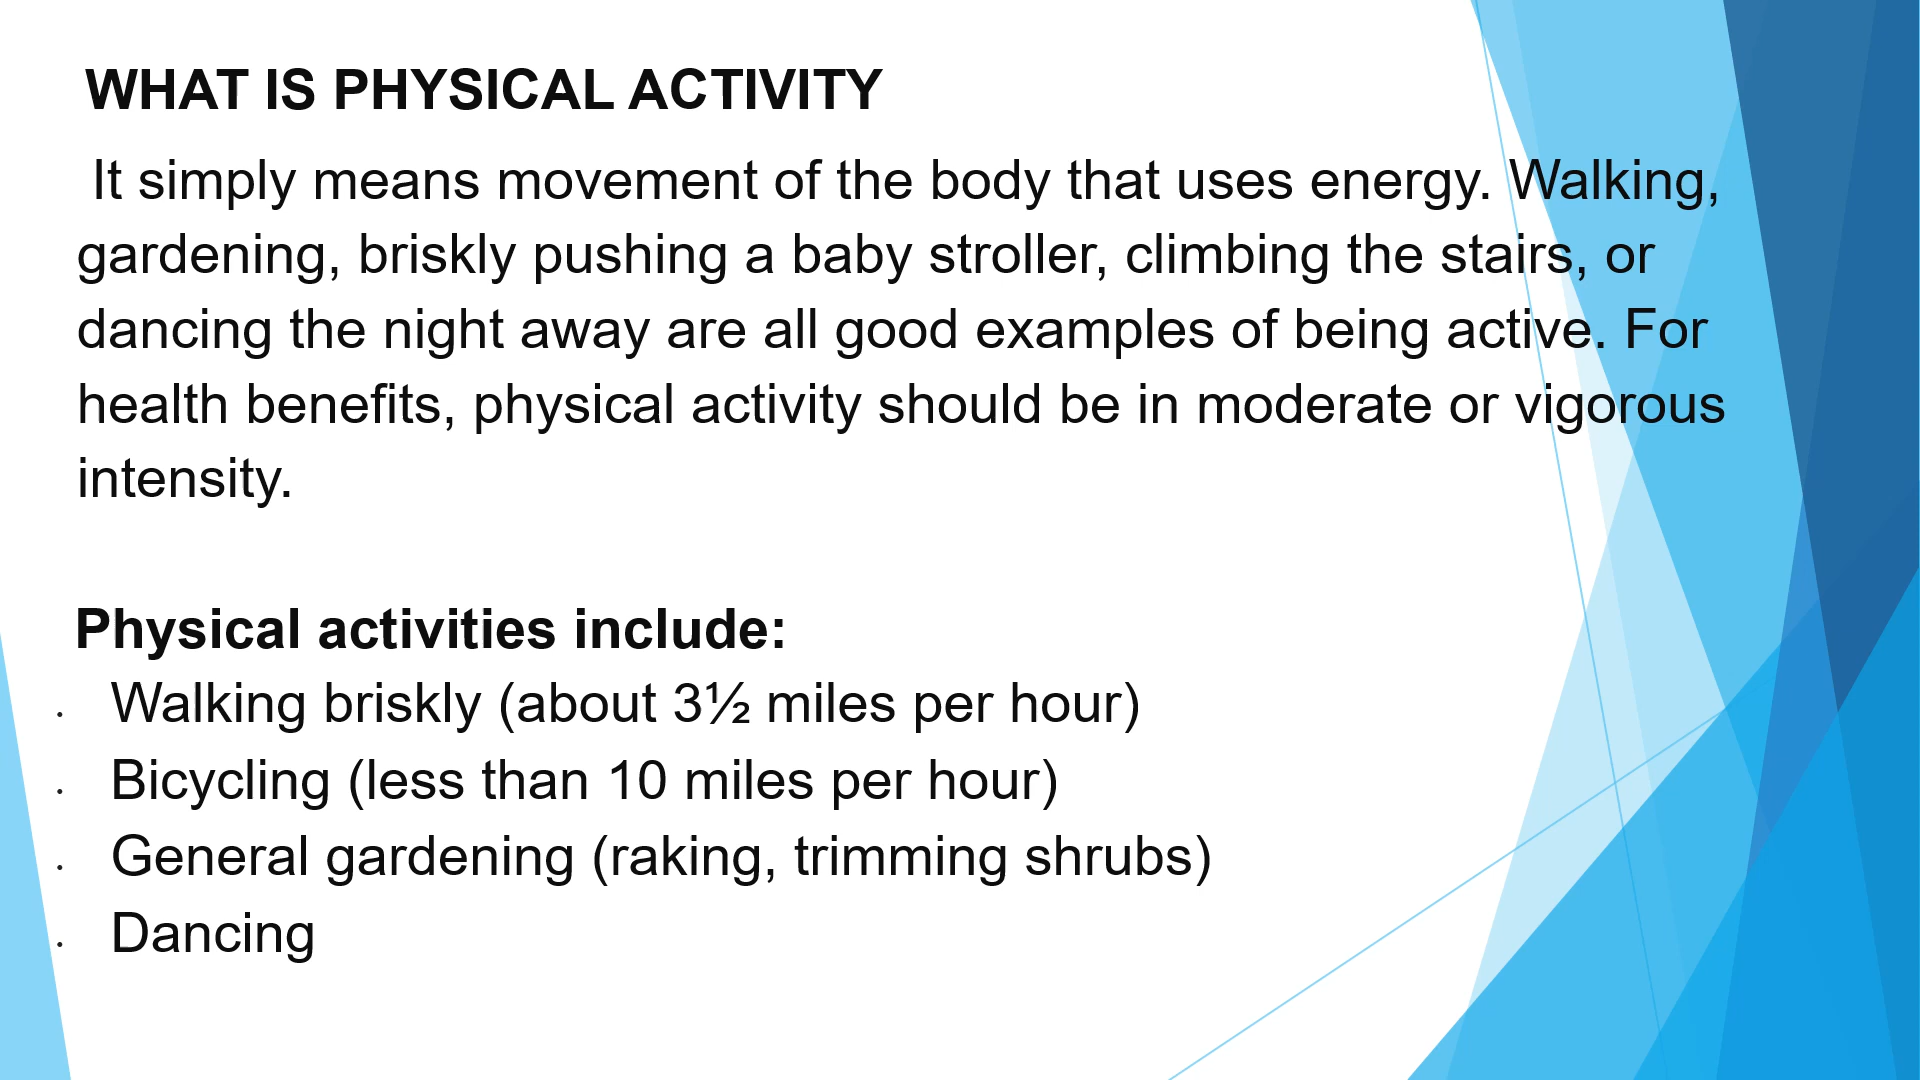 WHAT IS PHYSICAL ACTIVITY
It simply means movement of the body that uses energy. Walking,
gardening, briskly pushing a baby stroller, climbing the stairs, or
dancing the night away are all good examples of being active. For
health benefits, physical activity should be in moderate or vigorous
intensity.
Physical activities include:
• Walking briskly (about 3½ miles per hour)
• Bicycling (less than 10 miles per hour)
• General gardening (raking, trimming shrubs)
• Dancing